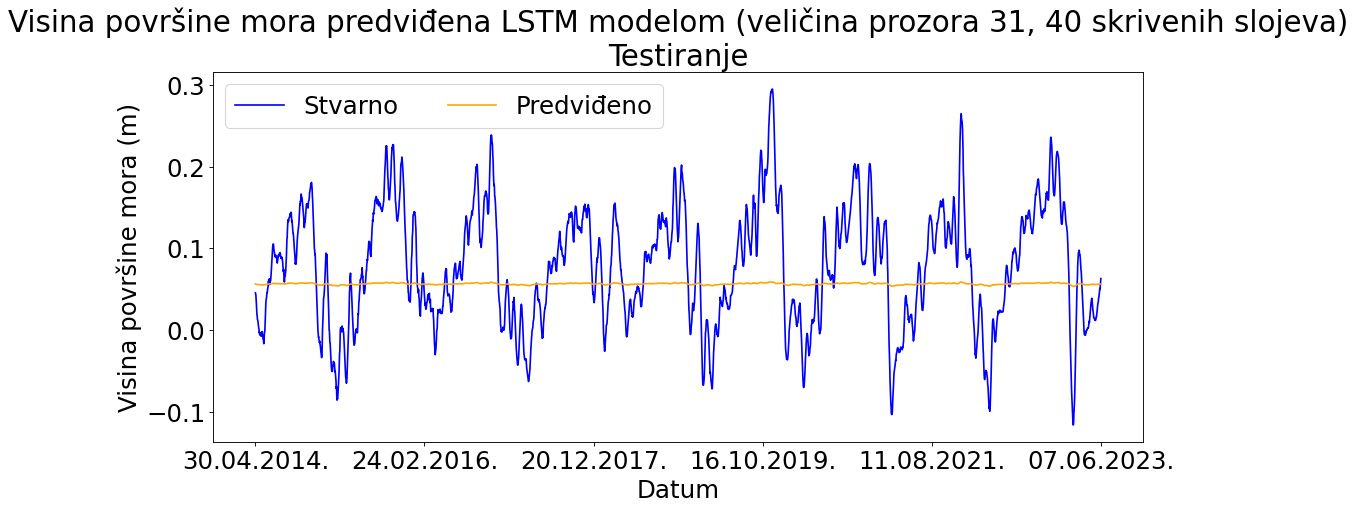 Visina površine mora predviđena LSTM modelom (veličina prozora 31, 40 skrivenih slojeva)
Testiranje
Stvarno Predviđeno
Visina površine mora (m)
0.3
0.2
0.1
0.0
−0.1
30.04.2014. 24.02.2016. 20.12.2017. 16.10.2019. 11.08.2021. 07.06.2023.
Datum